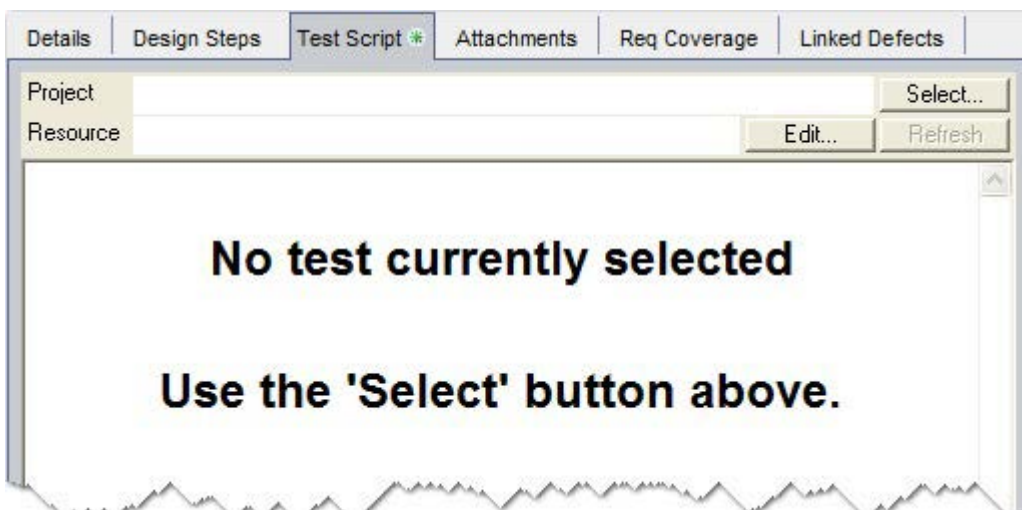 Details Design Steps Test Script * Attachments Req Coverage Linked Defects
Project Select...
Resource Edit... Refresh
No test currently selected
Use the 'Select' button above.